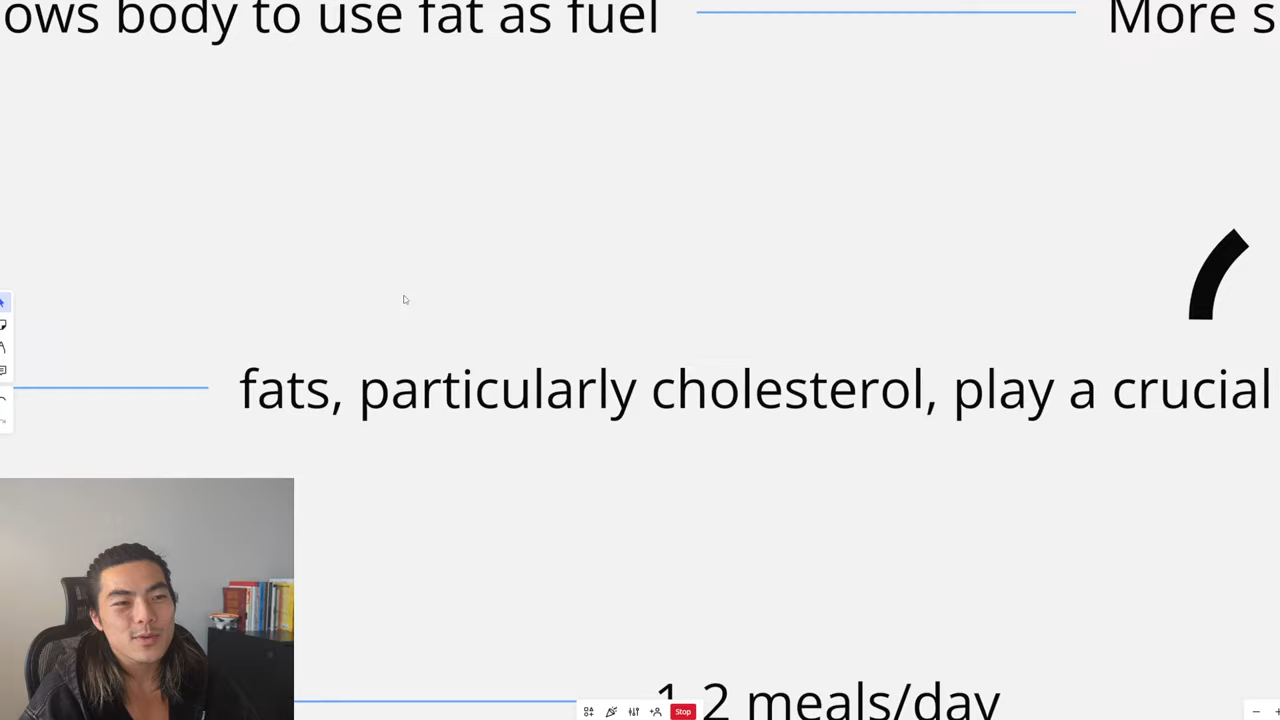 ows body to use fat as fuel
More s
fats, particularly cholesterol, play a crucial
1-2 meals/day
Stop